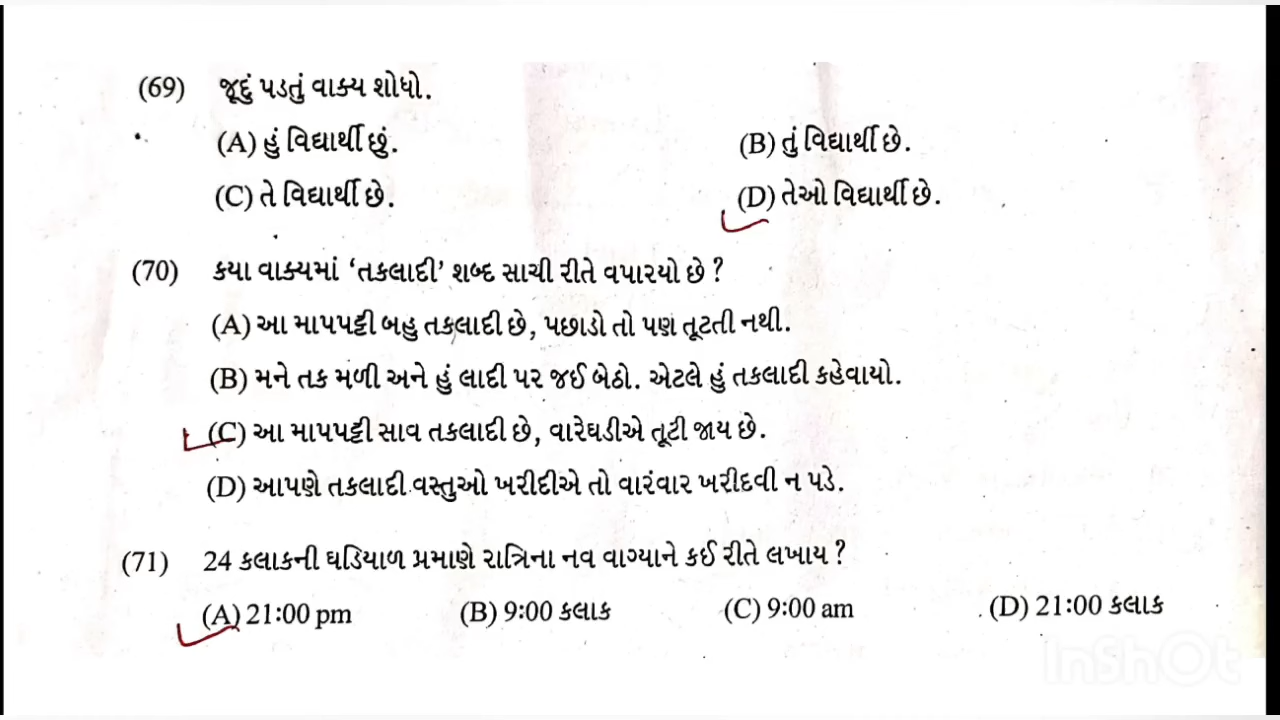 (69) જૂદું પડતું વાક્ય શોધો.
(A) હું વિદ્યાર્થી છું. (B) તું વિદ્યાર્થી છે.
(C) તે વિદ્યાર્થી છે. (D) તેઓ વિદ્યાર્થી છે.
(70) કયા વાક્યમાં ‘તકલાદી’ શબ્દ સાચી રીતે વપારયો છે ?
(A) આ માપપટ્ટી બહુ તકલાદી છે, પછાડો તો પણ તૂટતી નથી.
(B) મને તક મળી અને હું લાદી પર જઈ બેઠો. એટલે હું તકલાદી કહેવાયો.
(C) આ માપપટ્ટી સાવ તકલાદી છે, વારેઘડીએ તૂટી જાય છે.
(D) આપણે તકલાદી વસ્તુઓ ખરીદીએ તો વારંવાર ખરીદવી ન પડે.
(71) 24 કલાકની ઘડિયાળ પ્રમાણે રાત્રિના નવ વાગ્યાને કઈ રીતે લખાય ?
(A) 21:00 pm (B) 9:00 કલાક (C) 9:00 am (D) 21:00 કલાક
InShOt